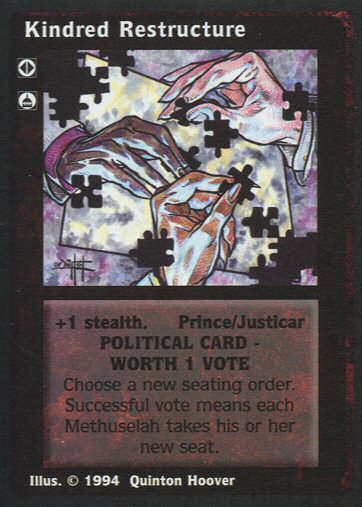 Kindred Restructure
+1 stealth. Prince/Justicar
POLITICAL CARD -
WORTH 1 VOTE
Choose a new seating order.
Successful vote means each
Methuselah takes his or her
new seat.
Illus. © 1994 Quinton Hoover